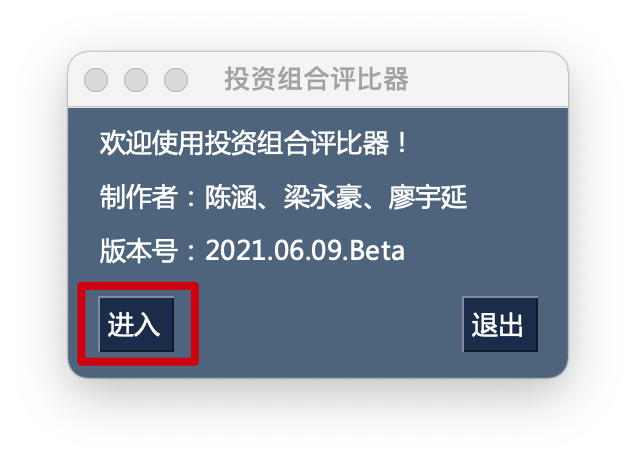 投资组合评比器
欢迎使用投资组合评比器！
制作者：陈涵、梁永豪、廖宇延
版本号：2021.06.09.Beta
进入 退出